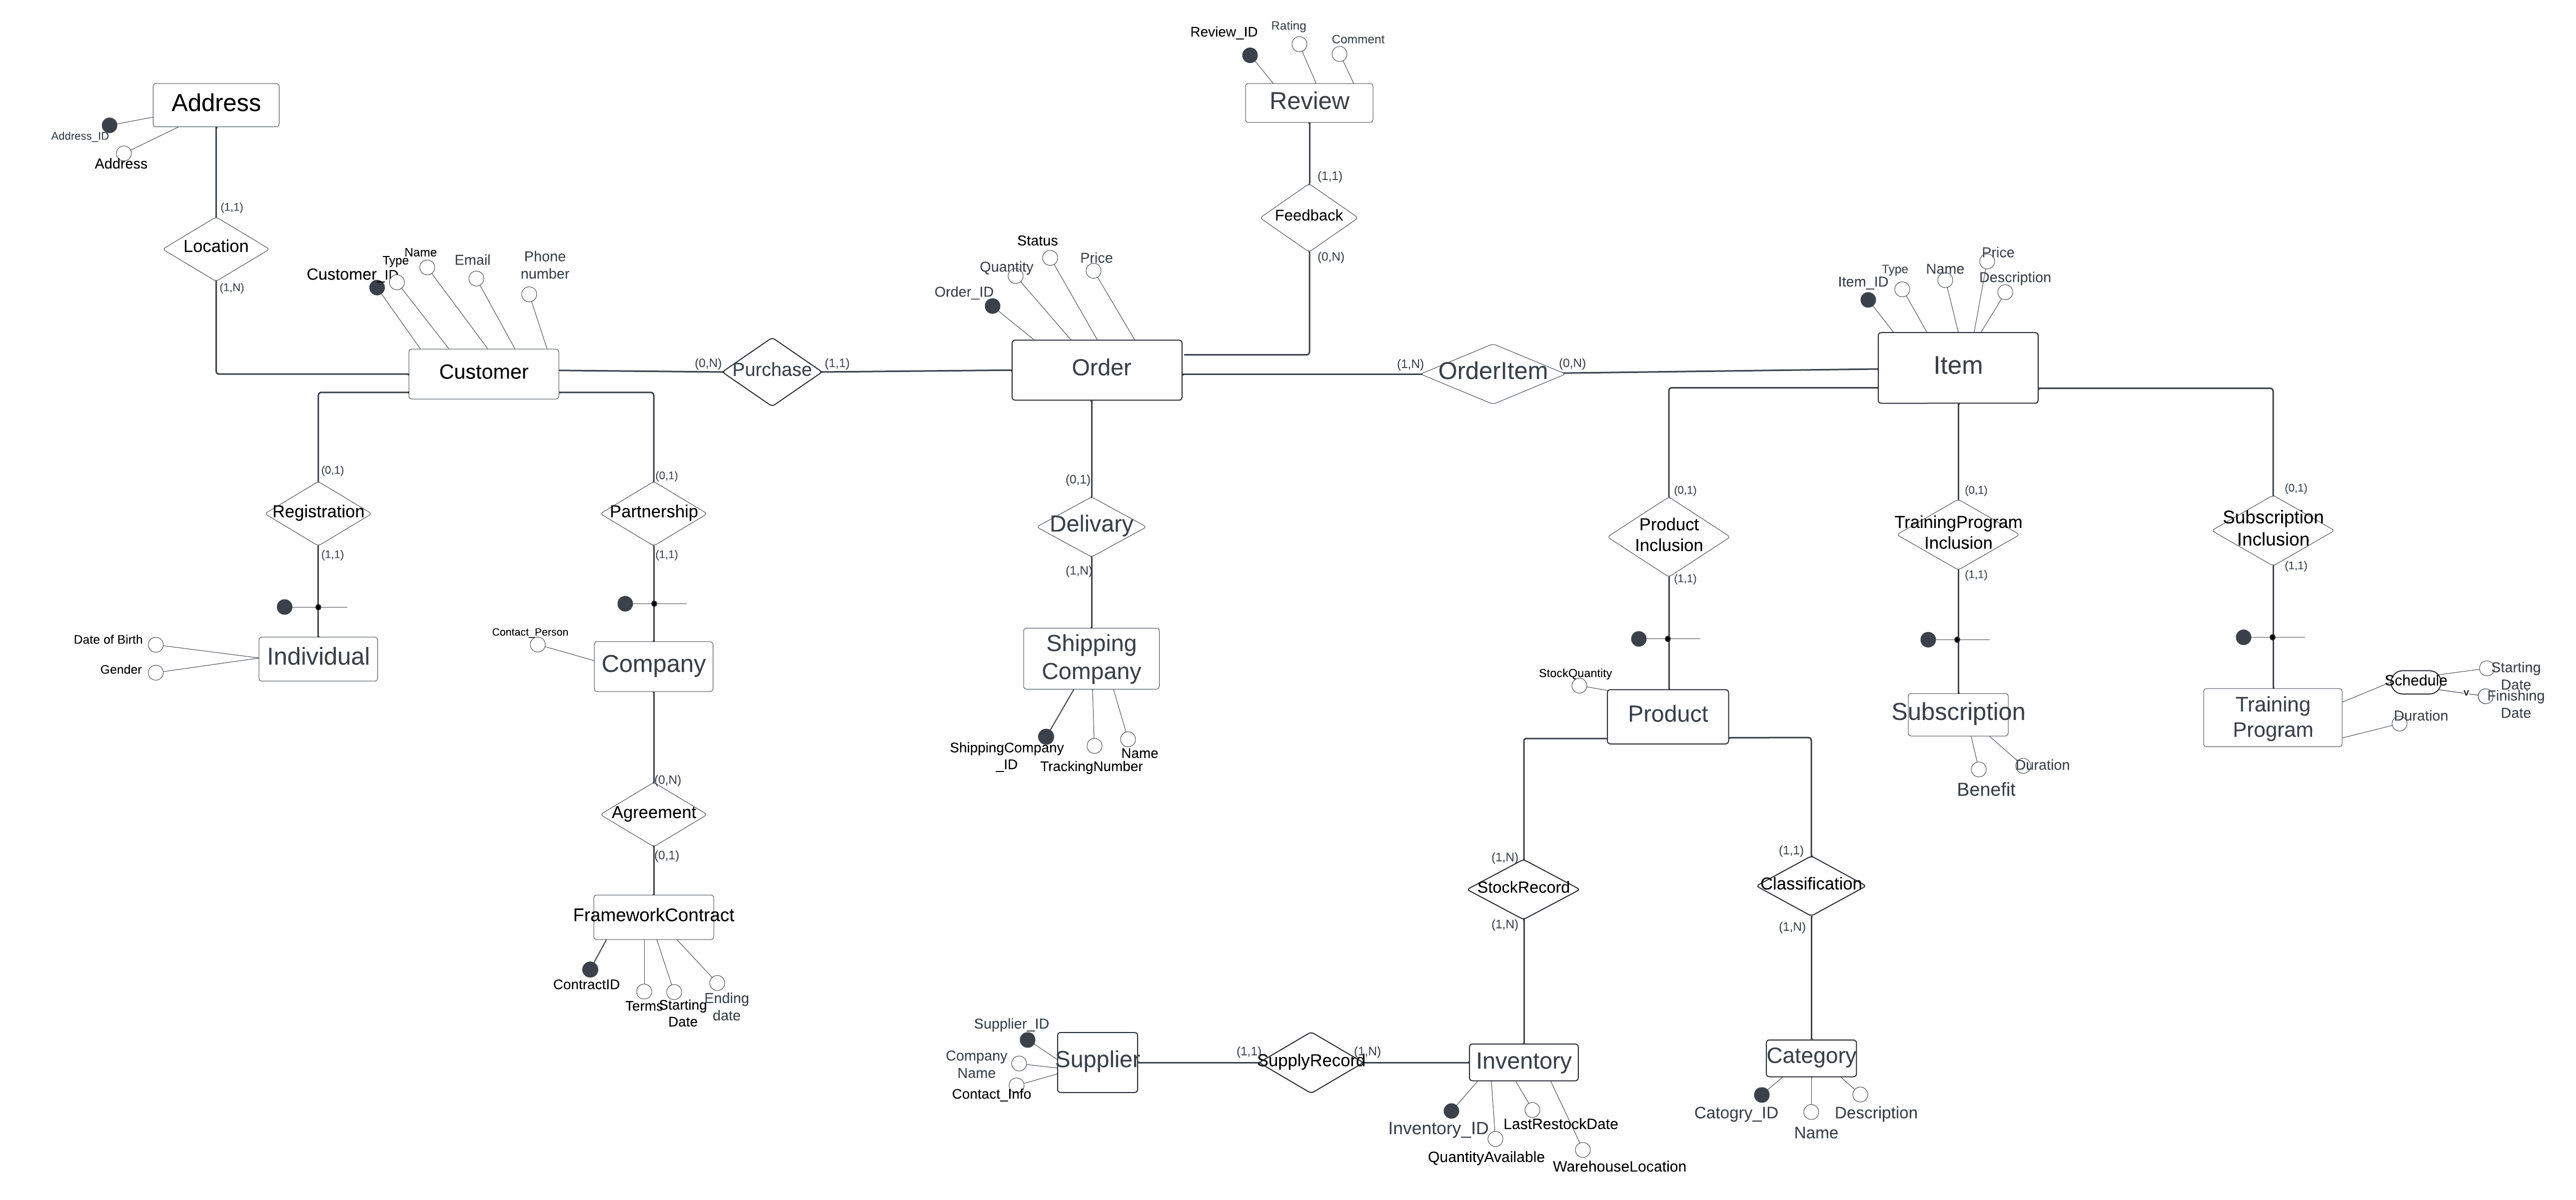 Review_ID
Rating
Comment
Review
Address
Address_ID
Address
(1,1)
Feedback
(0,N)
(1,1)
Location
(1,N)
Customer_ID
Type
Name
Email
Phone
number
Order_ID
Quantity
Status
Price
Item_ID
Type
Name
Price
Description
Customer
(0,N)
Purchase
(1,1)
Order
(1,N)
OrderItem
(0,N)
Item
(0,1)
Registration
(1,1)
(0,1)
Partnership
(1,1)
(0,1)
Delivary
(1,N)
(0,1)
Product
Inclusion
(1,1)
(0,1)
TrainingProgram
Inclusion
(1,1)
(0,1)
Subscription
Inclusion
(1,1)
Date of Birth
Gender
Individual
Contact_Person
Company
Shipping
Company
ShippingCompany
_ID
TrackingNumber
Name
StockQuantity
Product
Subscription
Benefit
Duration
Training
Program
Schedule
Starting
Date
v
Finishing
Date
Duration
(0,N)
Agreement
(0,1)
FrameworkContract
ContractID
Terms
Starting
Date
Ending
date
(1,N)
StockRecord
(1,N)
(1,1)
Classification
(1,N)
Supplier_ID
Company
Name
Contact_Info
Supplier
(1,1)
SupplyRecord
(1,N)
Inventory
Inventory_ID
QuantityAvailable
LastRestockDate
WarehouseLocation
Category
Catogry_ID
Name
Description